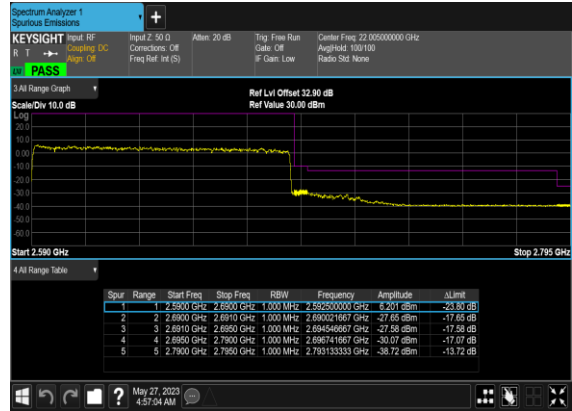 Spectrum Analyzer 1
Spurious Emissions
KEYSIGHT Input: RF Input Z: 50 Ω Atten: 20 dB Trig: Free Run Center Freq: 22.005000000 GHz
R T Coupling: DC Corrections: Off Gate: Off Avg|Hold: 100/100
Align: Off Freq Ref: Int (S) IF Gain: Low Radio Std: None
PASS
3 All Range Graph
Ref Lvl Offset 32.90 dB
Scale/Div 10.0 dB Ref Value 30.00 dBm
Log
20.0
10.0
0.00
-10.0
-20.0
-30.0
-40.0
-50.0
-60.0
Start 2.590 GHz Stop 2.795 GHz
4 All Range Table
Spur Range Start Freq Stop Freq RBW Frequency Amplitude ΔLimit
1 1 2.5900 GHz 2.6900 GHz 1.000 MHz 2.592500000 GHz 6.201 dBm -23.80 dB
2 2 2.6900 GHz 2.6910 GHz 1.000 MHz 2.690021667 GHz -27.65 dBm -17.65 dB
3 3 2.6910 GHz 2.6950 GHz 1.000 MHz 2.694546667 GHz -27.58 dBm -17.58 dB
4 4 2.6950 GHz 2.7900 GHz 1.000 MHz 2.696741667 GHz -30.07 dBm -17.07 dB
5 5 2.7900 GHz 2.7950 GHz 1.000 MHz 2.793133333 GHz -38.72 dBm -13.72 dB
? May 27, 2023
4:57:04 AM